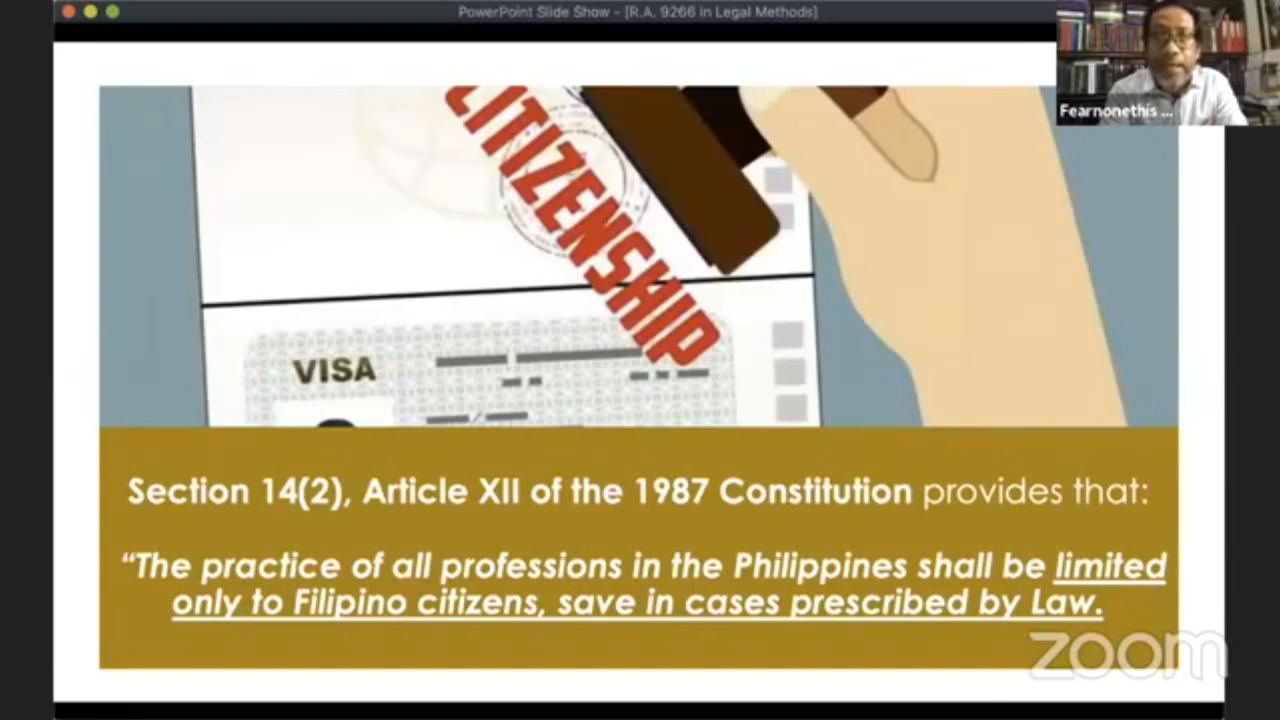 PowerPoint Slide Show - [R.A. 9266 in Legal Methods]
Fearnonethis ...
CITIZENSHIP
VISA
Section 14(2), Article XII of the 1987 Constitution provides that:
“The practice of all professions in the Philippines shall be limited
only to Filipino citizens, save in cases prescribed by Law.
zoom